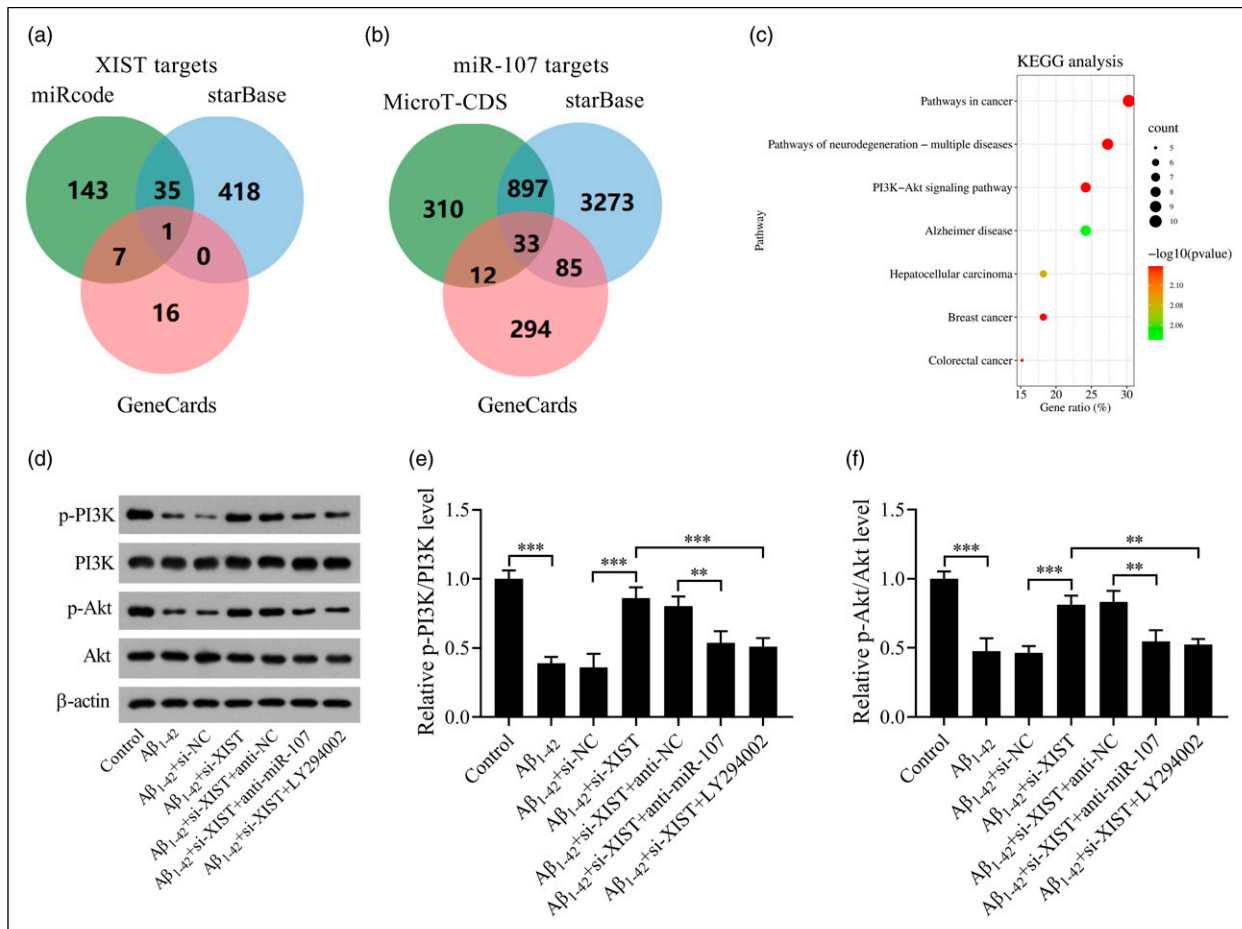 (a)
XIST targets
miRcode
starBase
143
35
418
1
7
0
16
GeneCards
(b)
miR-107 targets
MicroT-CDS
starBase
310
897
3273
33
12
85
294
GeneCards
(c)
KEGG analysis
Pathway
Pathways in cancer
Pathways of neurodegeneration − multiple diseases
PI3K−Akt signaling pathway
Alzheimer disease
Hepatocellular carcinoma
Breast cancer
Colorectal cancer
15 20 25 30
Gene ratio (%)
count
5
6
7
8
9
10
−log10(pvalue)
2.10
2.08
2.06
(d)
p-PI3K
PI3K
p-Akt
Akt
β-actin
Control
Aβ1-42
Aβ1-42+si-NC
Aβ1-42+si-XIST
Aβ1-42+si-XIST+anti-NC
Aβ1-42+si-XIST+anti-miR-107
Aβ1-42+si-XIST+LY294002
(e)
Relative p-PI3K/PI3K level
1.5
1.0
0.5
0.0
***
***
***
**
Control
Aβ1-42
Aβ1-42+si-NC
Aβ1-42+si-XIST
Aβ1-42+si-XIST+anti-NC
Aβ1-42+si-XIST+anti-miR-107
Aβ1-42+si-XIST+LY294002
(f)
Relative p-Akt/Akt level
1.5
1.0
0.5
0.0
***
***
**
**
Control
Aβ1-42
Aβ1-42+si-NC
Aβ1-42+si-XIST
Aβ1-42+si-XIST+anti-NC
Aβ1-42+si-XIST+anti-miR-107
Aβ1-42+si-XIST+LY294002